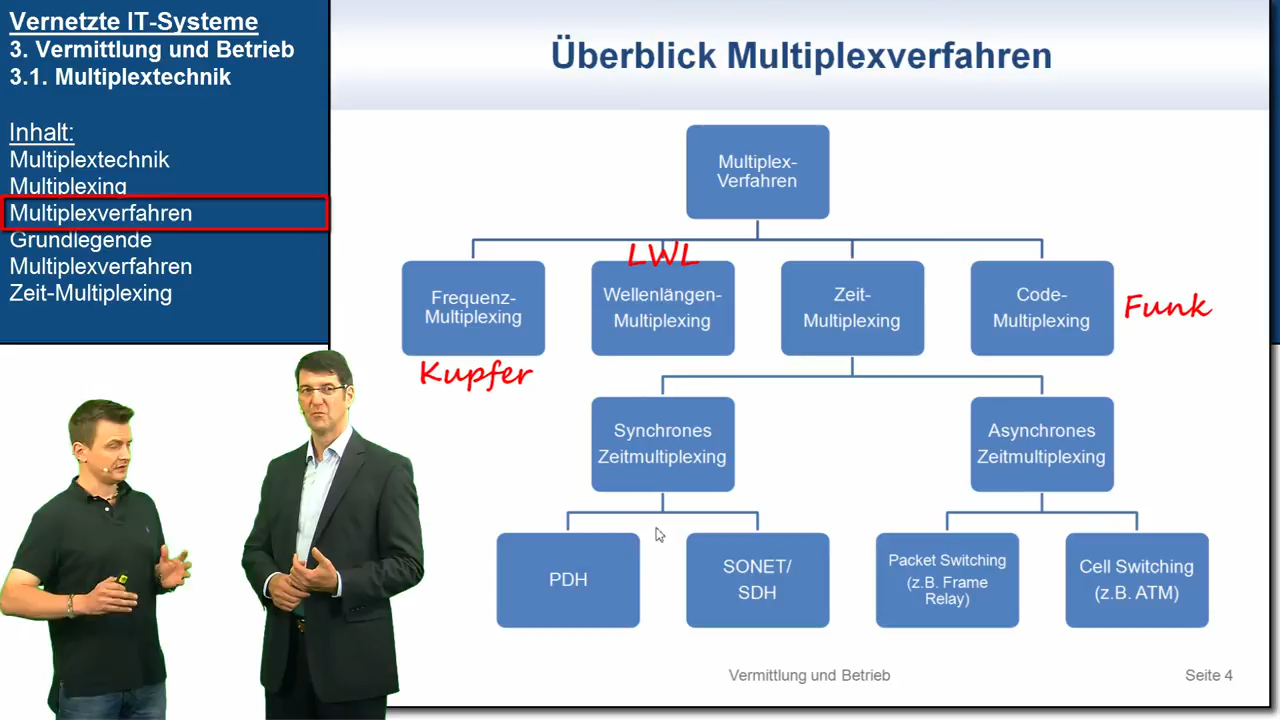 Vernetzte IT-Systeme
3. Vermittlung und Betrieb
3.1. Multiplextechnik
Inhalt:
Multiplextechnik
Multiplexing
Multiplexverfahren
Grundlegende
Multiplexverfahren
Zeit-Multiplexing
Überblick Multiplexverfahren
Multiplex-
Verfahren
LWL
Frequenz-
Multiplexing
Wellenlängen-
Multiplexing
Zeit-
Multiplexing
Code-
Multiplexing
Funk
Kupfer
Synchrones
Zeitmultiplexing
Asynchrones
Zeitmultiplexing
PDH
SONET/
SDH
Packet Switching
(z.B. Frame
Relay)
Cell Switching
(z.B. ATM)
Vermittlung und Betrieb
Seite 4